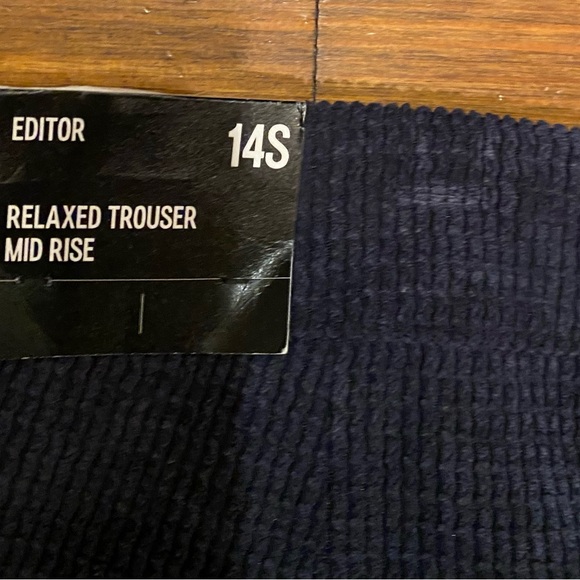 EDITOR
14S
RELAXED TROUSER
MID RISE